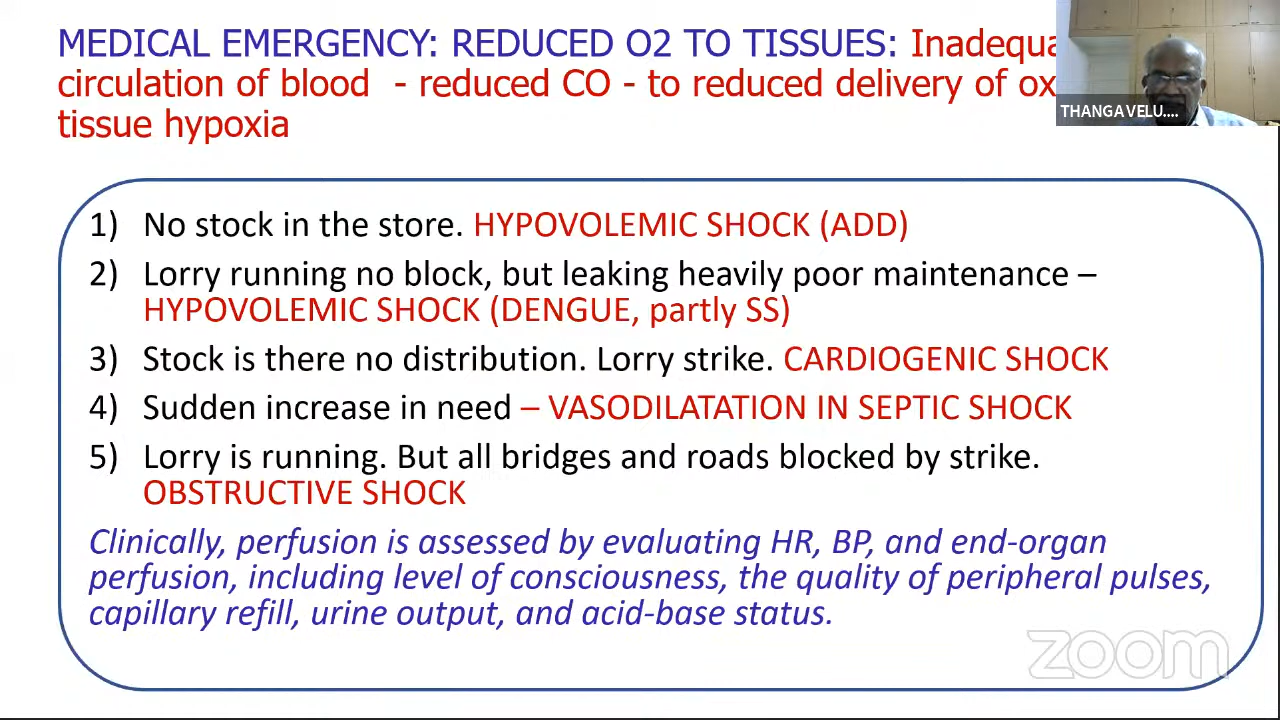 MEDICAL EMERGENCY: REDUCED O2 TO TISSUES:
circulation of blood - reduced CO - to reduced delivery of
tissue hypoxia
THANGAVELU....
1) No stock in the store. HYPOVOLEMIC SHOCK (ADD)
2) Lorry running no block, but leaking heavily poor maintenance –
HYPOVOLEMIC SHOCK (DENGUE, partly SS)
3) Stock is there no distribution. Lorry strike. CARDIOGENIC SHOCK
4) Sudden increase in need – VASODILATATION IN SEPTIC SHOCK
5) Lorry is running. But all bridges and roads blocked by strike.
OBSTRUCTIVE SHOCK
Clinically, perfusion is assessed by evaluating HR, BP, and end-organ
perfusion, including level of consciousness, the quality of peripheral pulses,
capillary refill, urine output, and acid-base status.
zoom